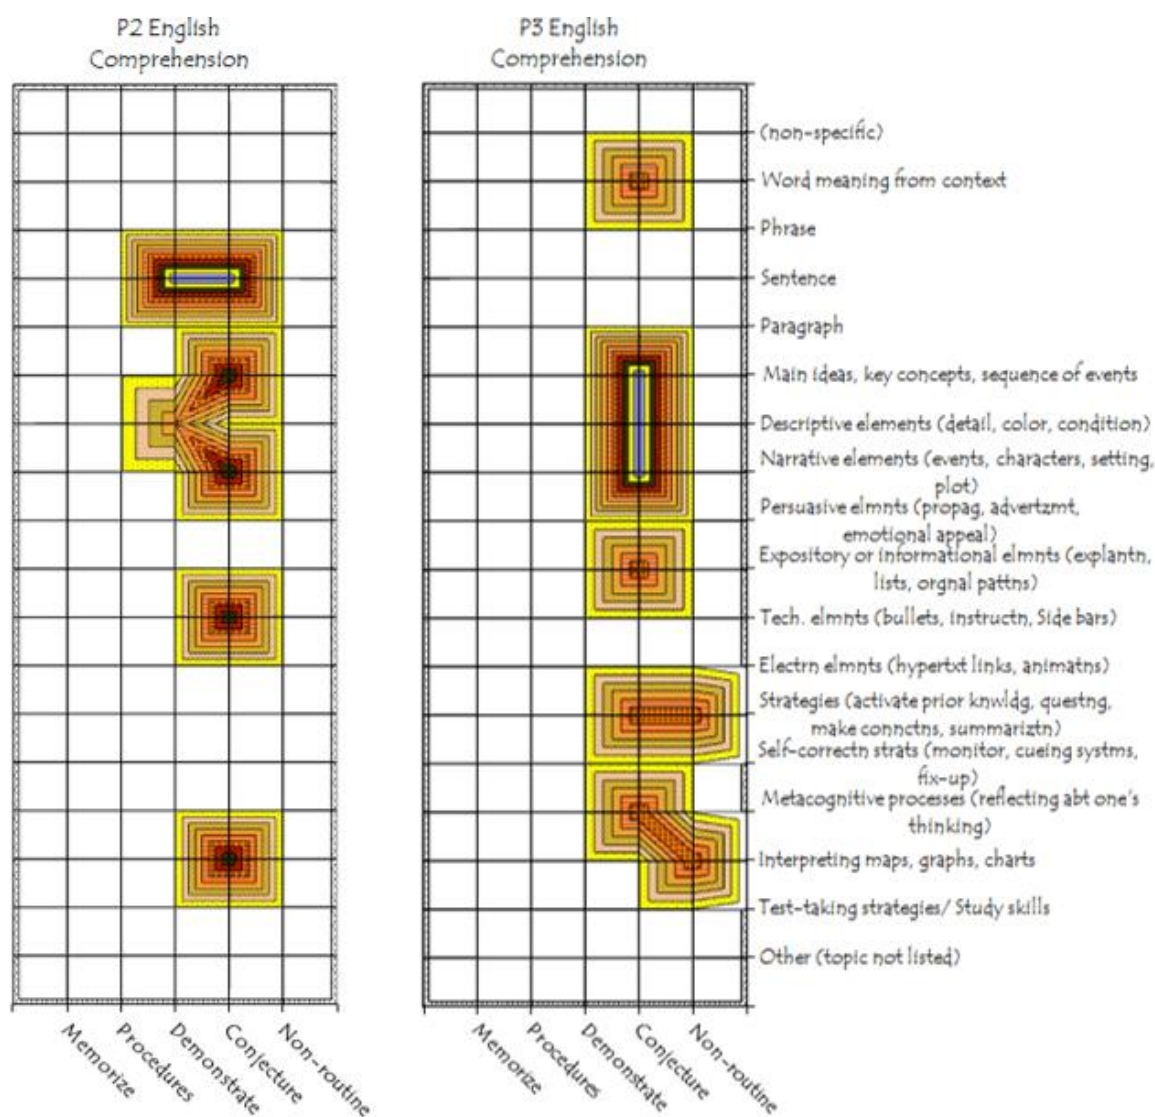 P2 English
Comprehension
P3 English
Comprehension
(non-specific)
Word meaning from context
Phrase
Sentence
Paragraph
Main ideas, key concepts, sequence of events
Descriptive elements (detail, color, condition)
Narrative elements (events, characters, setting,
plot)
Persuasive elmnts (propag, advertzmt,
emotional appeal)
Expository or informational elmnts (explantn,
lists, orgnal pattns)
Tech. elmnts (bullets, instructn, Side bars)
Electrn elmnts (hypertxt links, animatns)
Strategies (activate prior knwldg, questng,
make connctns, summariztn)
Self-correctn strats (monitor, cueing systms,
fix-up)
Metacognitive processes (reflecting abt one's
thinking)
Interpreting maps, graphs, charts
Test-taking strategies/ Study skills
Other (topic not listed)
Memorize
Procedures
Demonstrate
Conjecture
Non-routine
Memorize
Procedures
Demonstrate
Conjecture
Non-routine